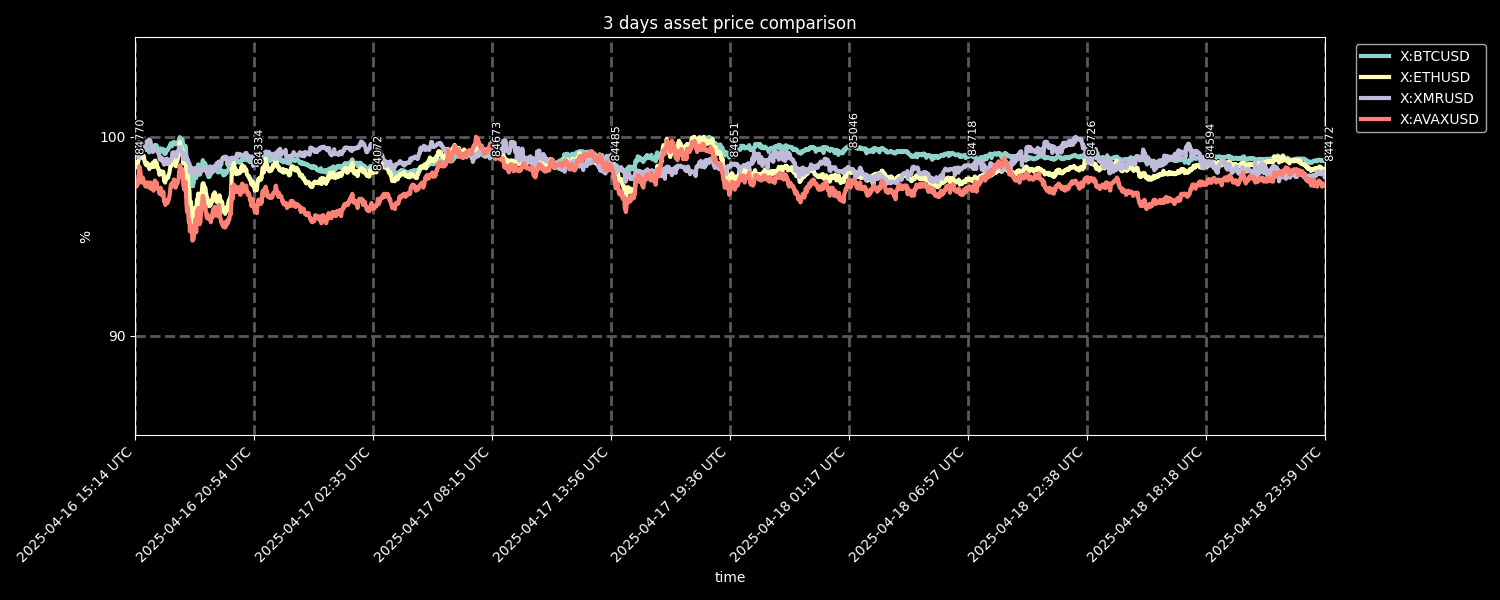 3 days asset price comparison
X:BTCUSD
X:ETHUSD
X:XMRUSD
X:AVAXUSD
100
90
%
84770
84334
84072
84673
84485
84651
85046
84718
84726
84594
84472
2025-04-16 15:14 UTC
2025-04-16 20:54 UTC
2025-04-17 02:35 UTC
2025-04-17 08:15 UTC
2025-04-17 13:56 UTC
2025-04-17 19:36 UTC
2025-04-18 01:17 UTC
2025-04-18 06:57 UTC
2025-04-18 12:38 UTC
2025-04-18 18:18 UTC
2025-04-18 23:59 UTC
time